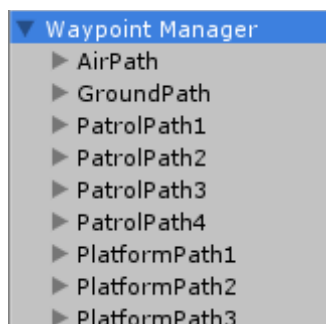 Waypoint Manager
AirPath
GroundPath
PatrolPath1
PatrolPath2
PatrolPath3
PatrolPath4
PlatformPath1
PlatformPath2
PlatformPath3